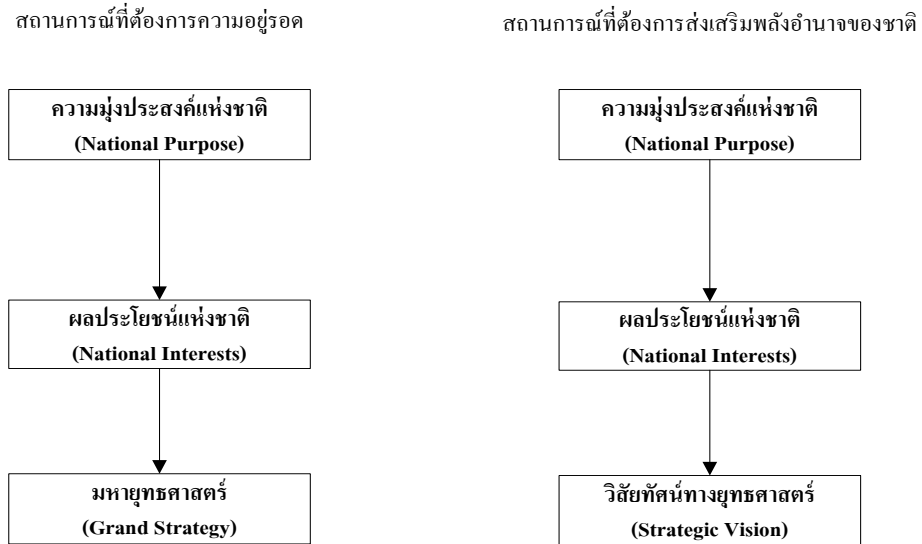 สถานการณ์ที่ต้องการความอยู่รอด
ความมุ่งประสงค์แห่งชาติ
(National Purpose)
ผลประโยชน์แห่งชาติ
(National Interests)
มหายุทธศาสตร์
(Grand Strategy)
สถานการณ์ที่ต้องการส่งเสริมพลังอำนาจของชาติ
ความมุ่งประสงค์แห่งชาติ
(National Purpose)
ผลประโยชน์แห่งชาติ
(National Interests)
วิสัยทัศน์ทางยุทธศาสตร์
(Strategic Vision)